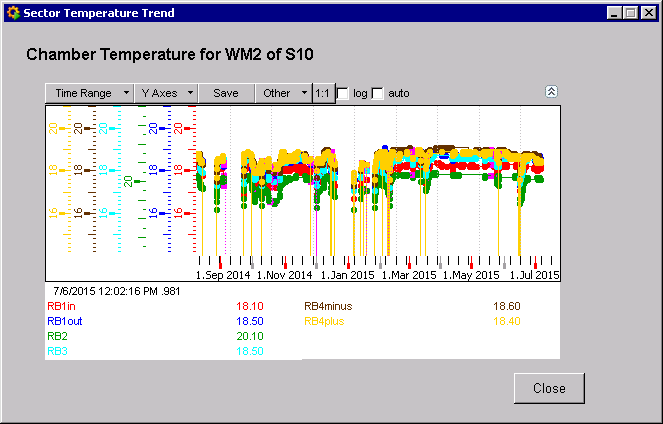 Sector Temperature Trend
Chamber Temperature for WM2 of S10
Time Range Y Axes Save Other 1:1 log auto
20 20 20 20 20
18 18 18 20 18 18
16 16 16 16 16
1.Sep 2014 1.Nov 2014 1.Jan 2015 1.Mar 2015 1.May 2015 1.Jul 2015
7/6/2015 12:02:16 PM .981
RB1in 18.10 RB4minus 18.60
RB1out 18.50 RB4plus 18.40
RB2 20.10
RB3 18.50
Close